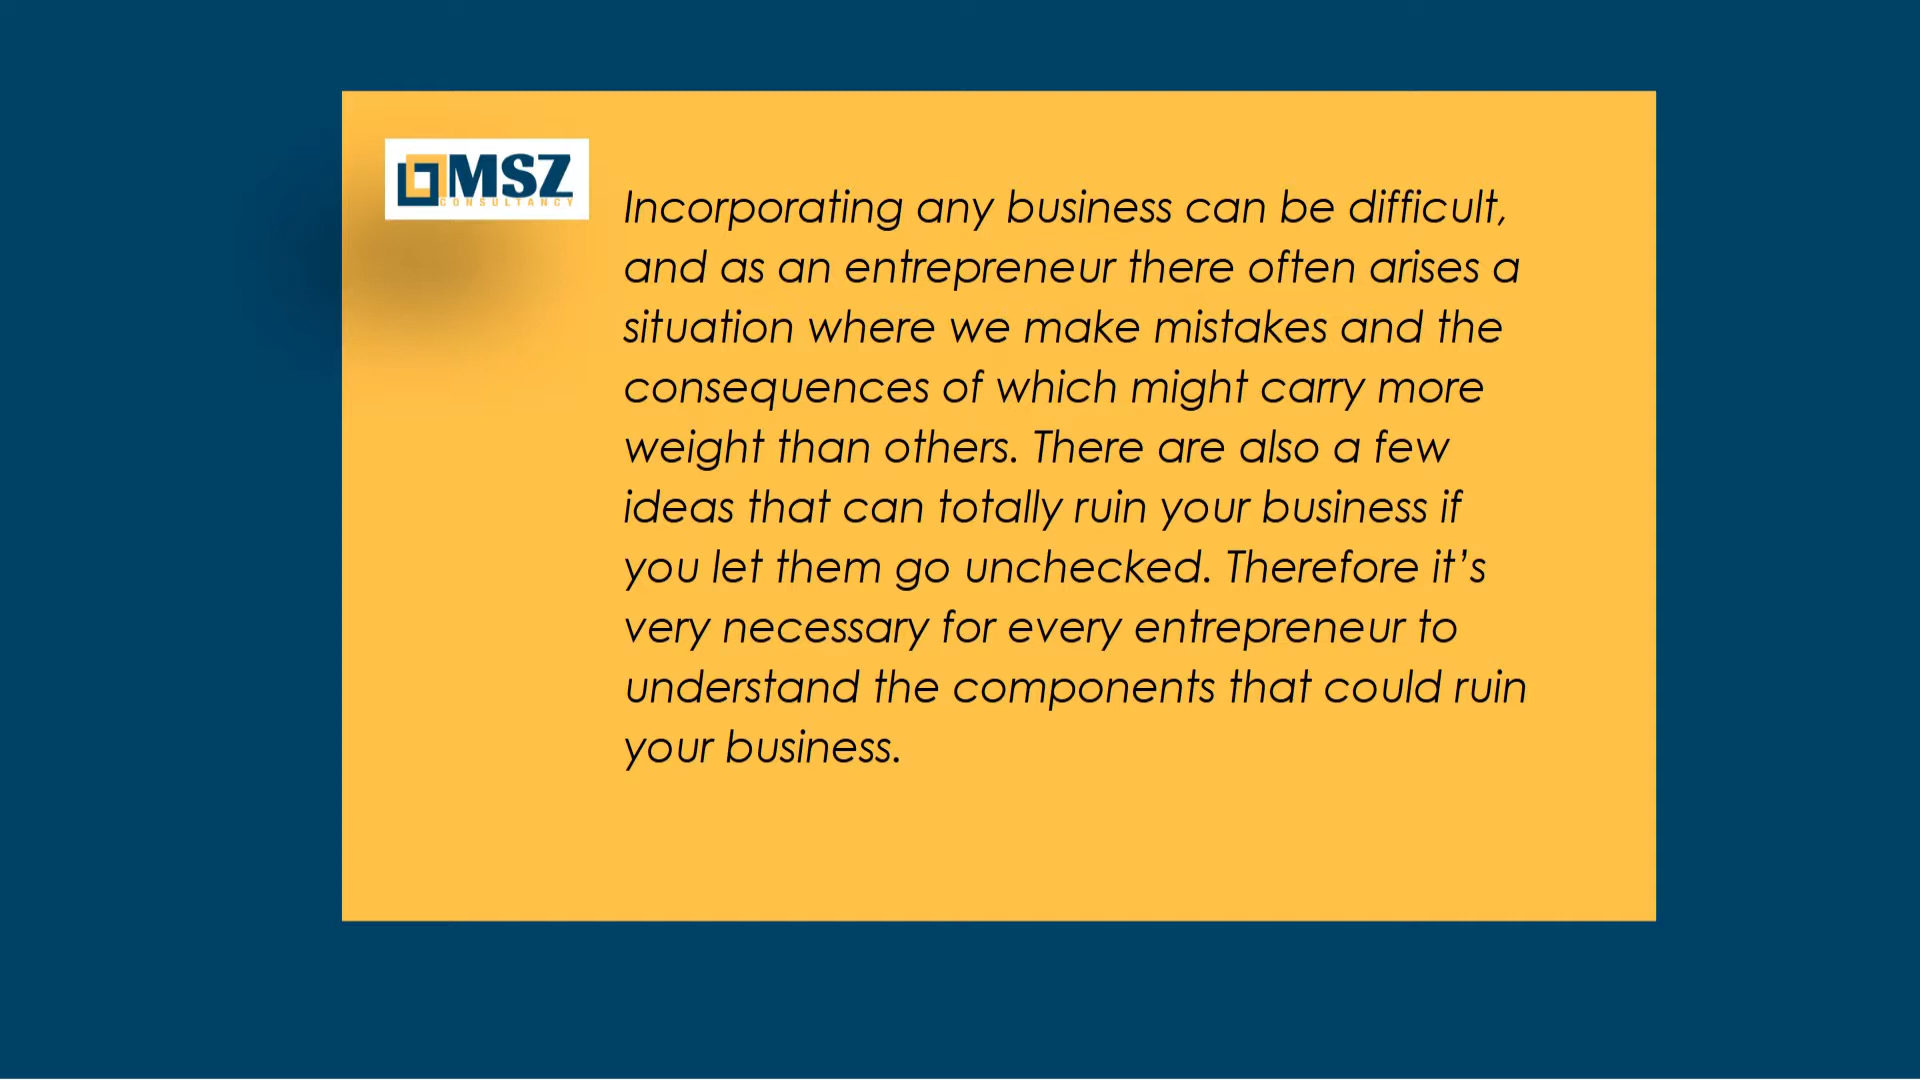 MSZ
CONSULTANCY
Incorporating any business can be difficult,
and as an entrepreneur there often arises a
situation where we make mistakes and the
consequences of which might carry more
weight than others. There are also a few
ideas that can totally ruin your business if
you let them go unchecked. Therefore it’s
very necessary for every entrepreneur to
understand the components that could ruin
your business.